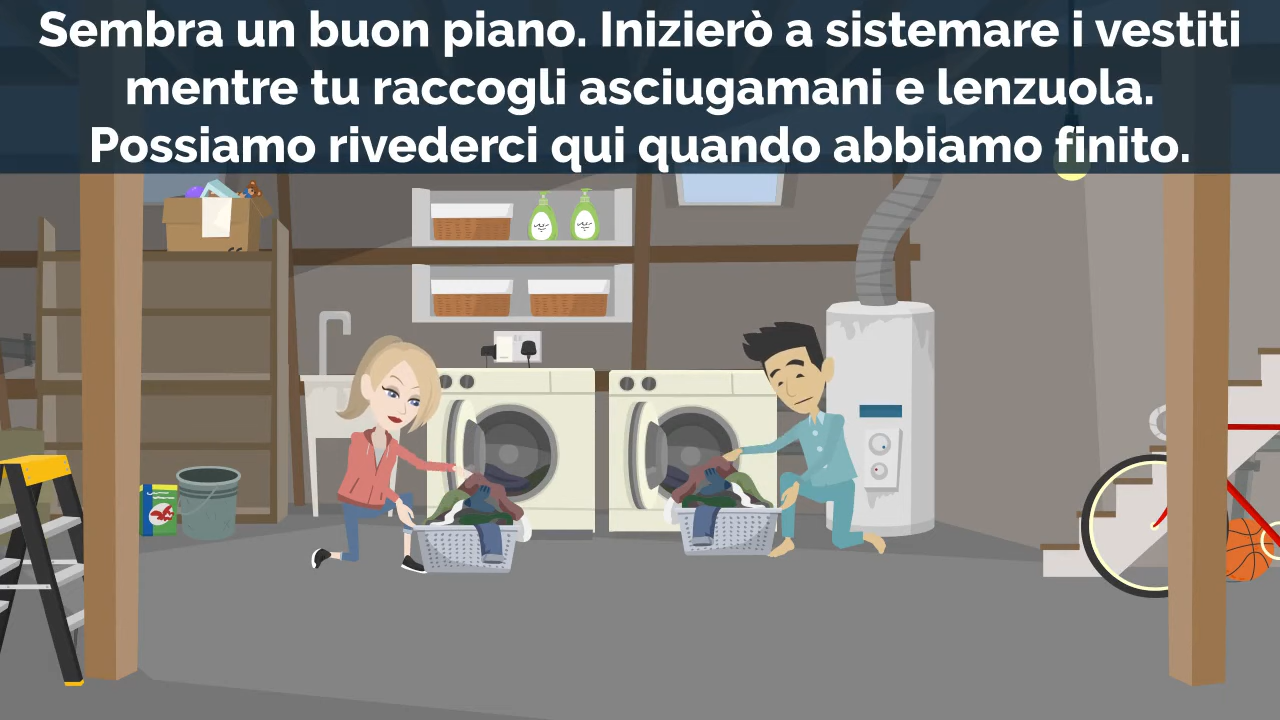 Sembra un buon piano. Inizierò a sistemare i vestiti
mentre tu raccogli asciugamani e lenzuola.
Possiamo rivederci qui quando abbiamo finito.